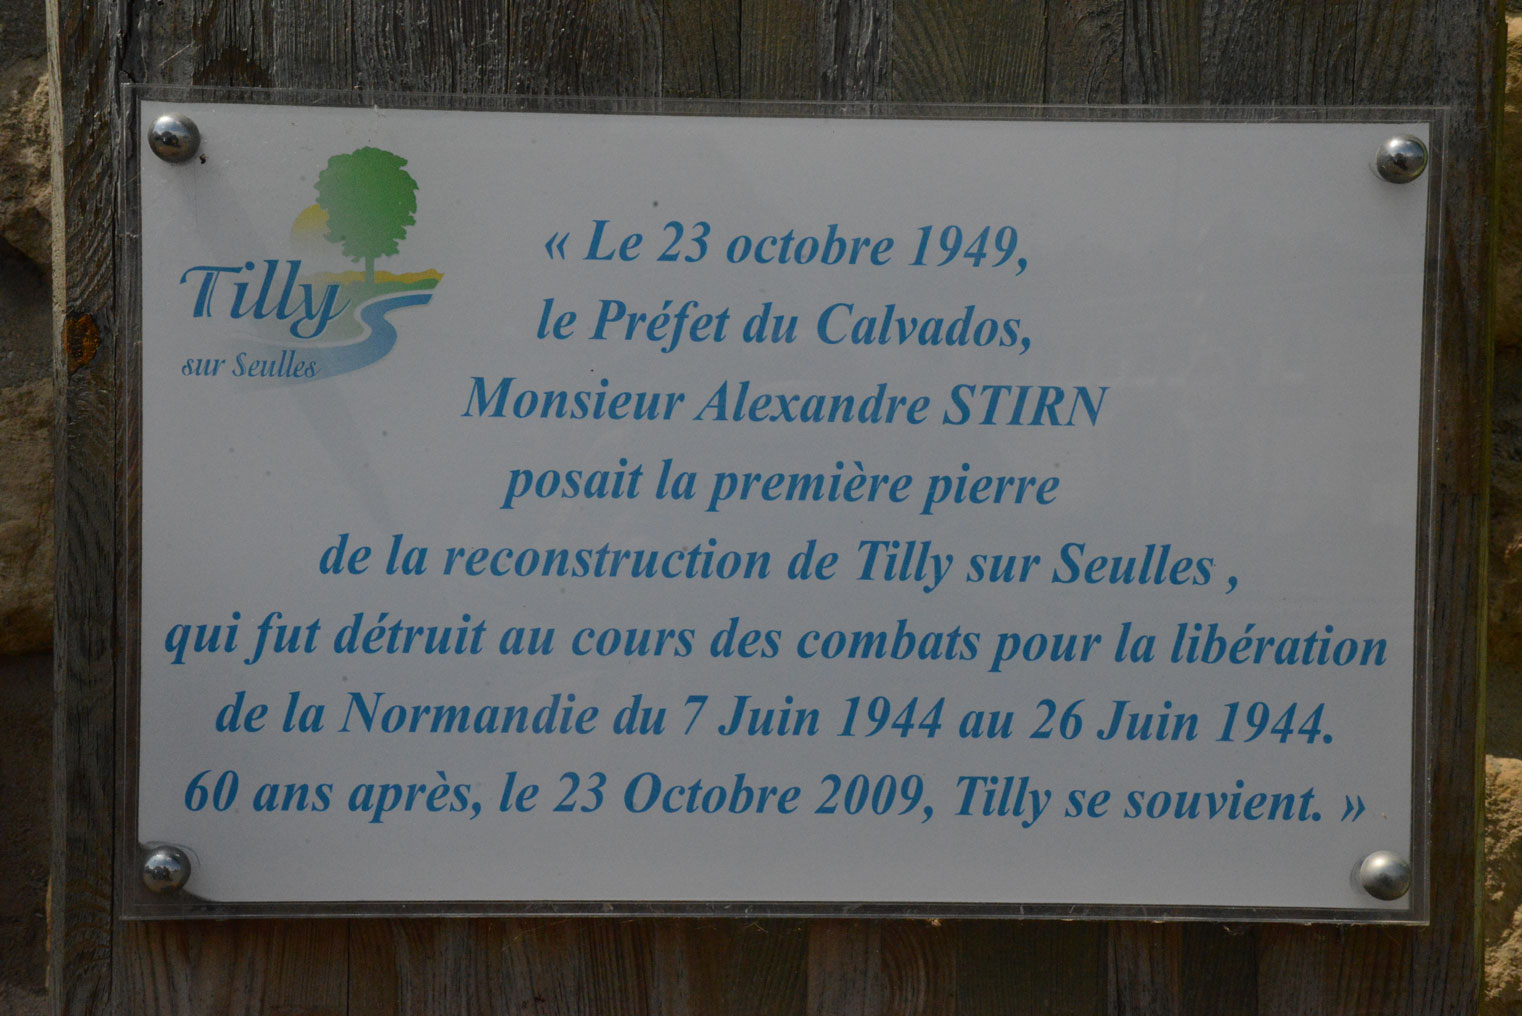 Tilly
sur Seulles
« Le 23 octobre 1949,
le Préfet du Calvados,
Monsieur Alexandre STIRN
posait la première pierre
de la reconstruction de Tilly sur Seulles ,
qui fut détruit au cours des combats pour la libération
de la Normandie du 7 Juin 1944 au 26 Juin 1944.
60 ans après, le 23 Octobre 2009, Tilly se souvient. »